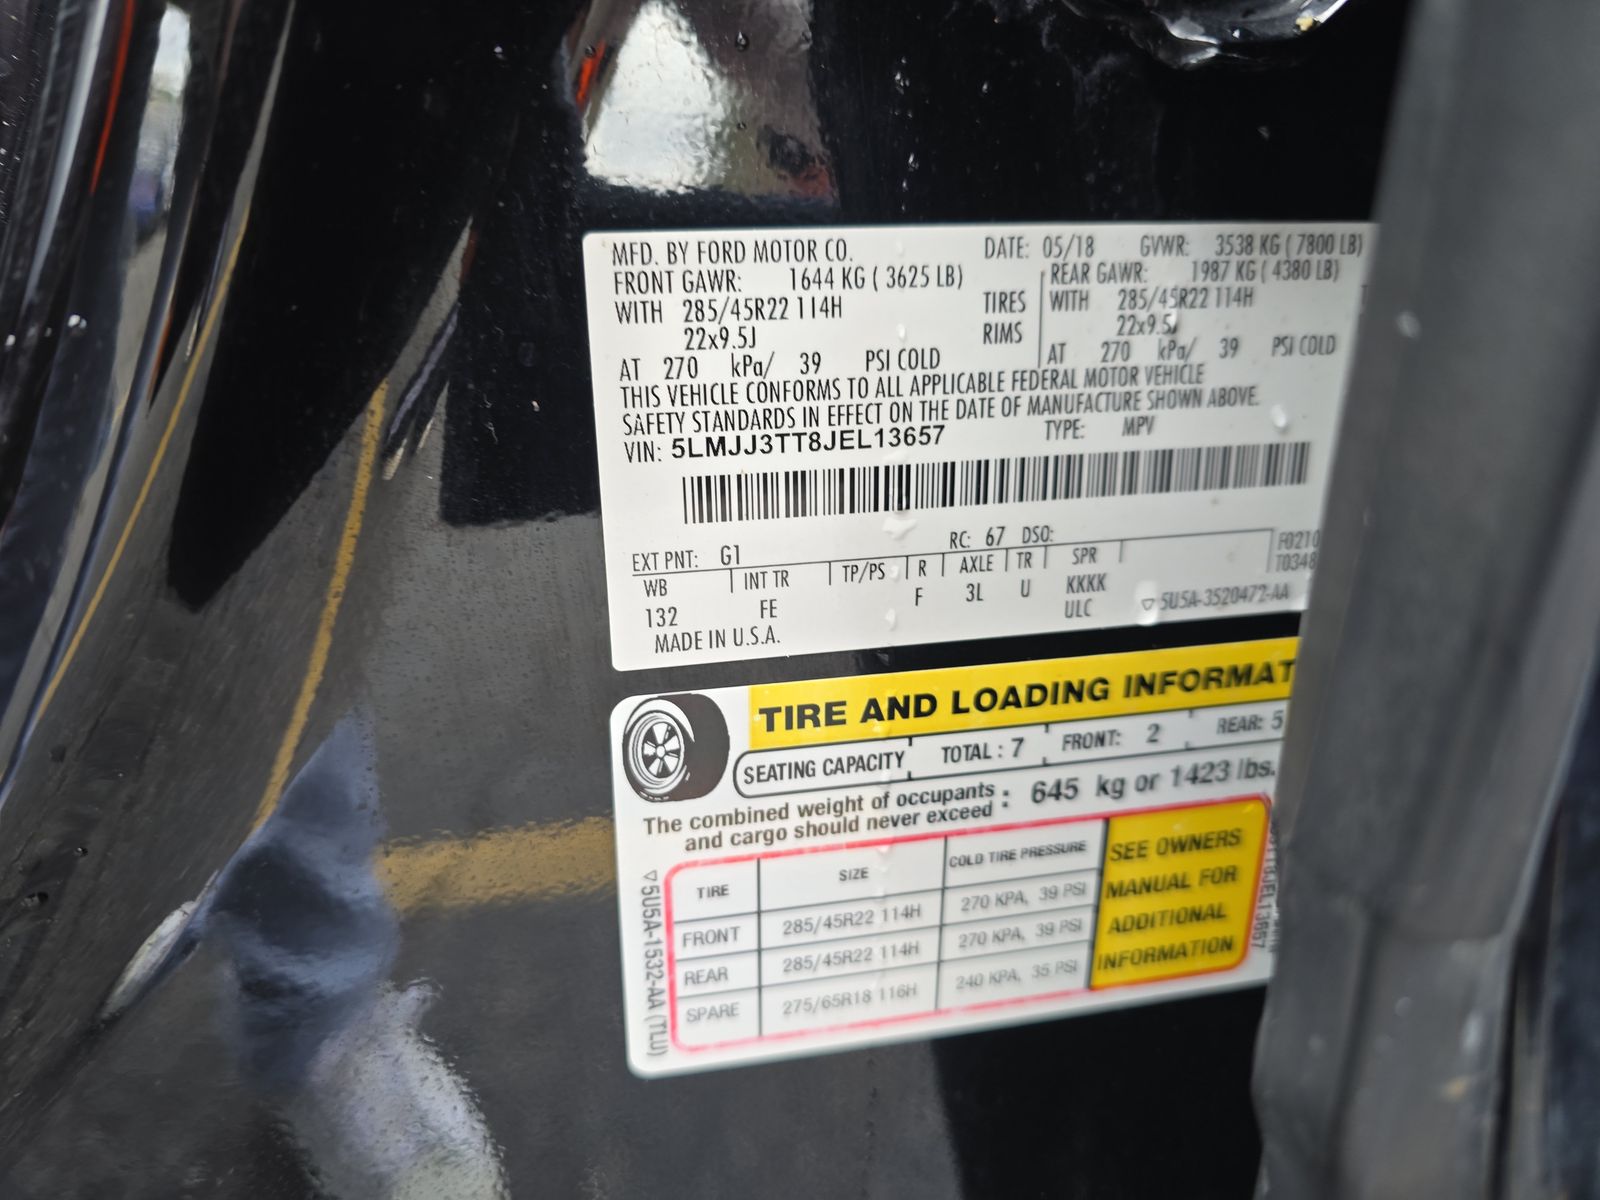 MFD. BY FORD MOTOR CO. DATE: 05/18 GVWR: 3538 KG ( 7800 LB)
FRONT GAWR: 1644 KG ( 3625 LB) REAR GAWR: 1987 KG ( 4380 LB)
WITH 285/45R22 114H TIRES WITH 285/45R22 114H
22x9.5J RIMS 22x9.5J
AT 270 kPa/ 39 PSI COLD AT 270 kPa/ 39 PSI COLD
THIS VEHICLE CONFORMS TO ALL APPLICABLE FEDERAL MOTOR VEHICLE
SAFETY STANDARDS IN EFFECT ON THE DATE OF MANUFACTURE SHOWN ABOVE.
VIN: 5LMJJ3TT8JEL13657 TYPE: MPV
EXT PNT: G1 RC: 67 DSO: F0210
WB INT TR TP/PS R AXLE TR SPR T0348
132 FE F 3L U KKKK
ULC 5U5A-3520472-AA
MADE IN U.S.A.
TIRE AND LOADING INFORMAT
SEATING CAPACITY TOTAL : 7 FRONT: 2 REAR: 5
The combined weight of occupants : 645 kg or 1423 lbs.
and cargo should never exceed
TIRE SIZE COLD TIRE PRESSURE
FRONT 285/45R22 114H 270 KPA, 39 PSI
REAR 285/45R22 114H 270 KPA, 39 PSI
SPARE 275/65R18 116H 240 KPA, 35 PSI
SEE OWNERS
MANUAL FOR
ADDITIONAL
INFORMATION
5U5A-1532-AA (TLU)